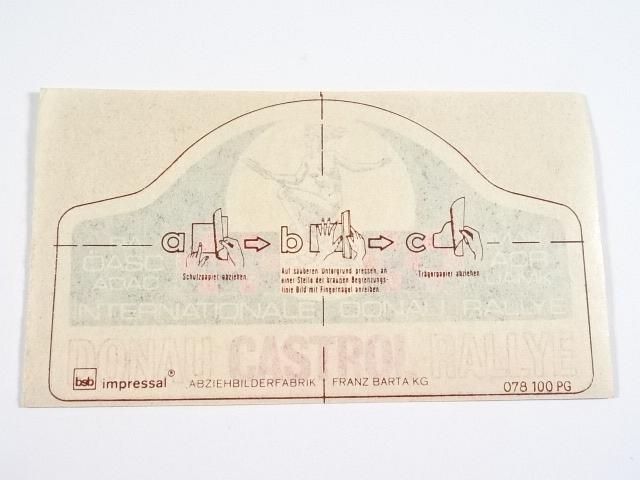 a b c
Schutzpapier abziehen.
Auf sauberen Untergrund pressen, an
einer Stelle der braunen Begrenzungs-
linie Bild mit Fingernagel anreiben.
Trägerpapier abziehen
DASC ACR
ADAC
INTERNATIONALE DONAU RALLYE
DONAU CASTROL RALLYE
bsb impressal® ABZIEHBILDERFABRIK FRANZ BARTA KG 078 100 PG